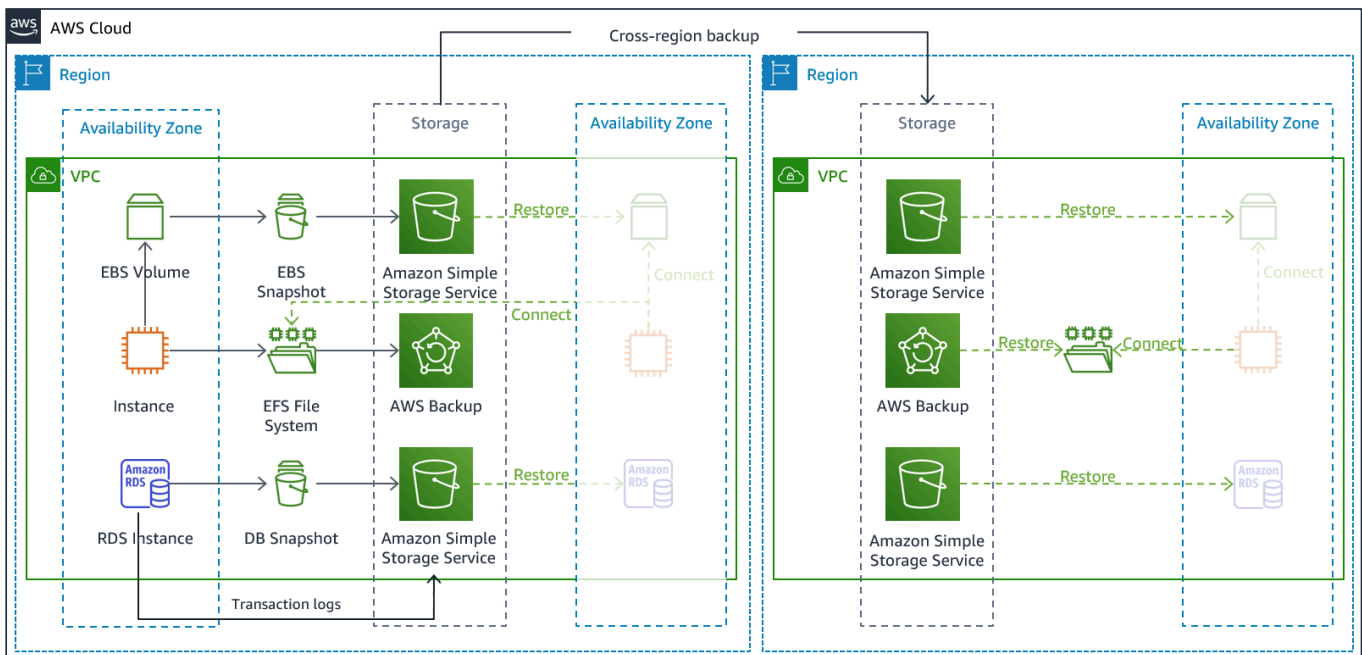 aws
AWS Cloud
Cross-region backup
Region
Region
Availability Zone
Storage
Availability Zone
Storage
Availability Zone
VPC
VPC
Restore
Restore
EBS Volume
EBS
Snapshot
Amazon Simple
Storage Service
Connect
Amazon Simple
Storage Service
Connect
Connect
Restore
Connect
Instance
EFS File
System
AWS Backup
AWS Backup
Amazon
RDS
Restore
Amazon
RDS
Restore
Amazon
RDS
RDS Instance
DB Snapshot
Amazon Simple
Storage Service
Amazon Simple
Storage Service
Transaction logs